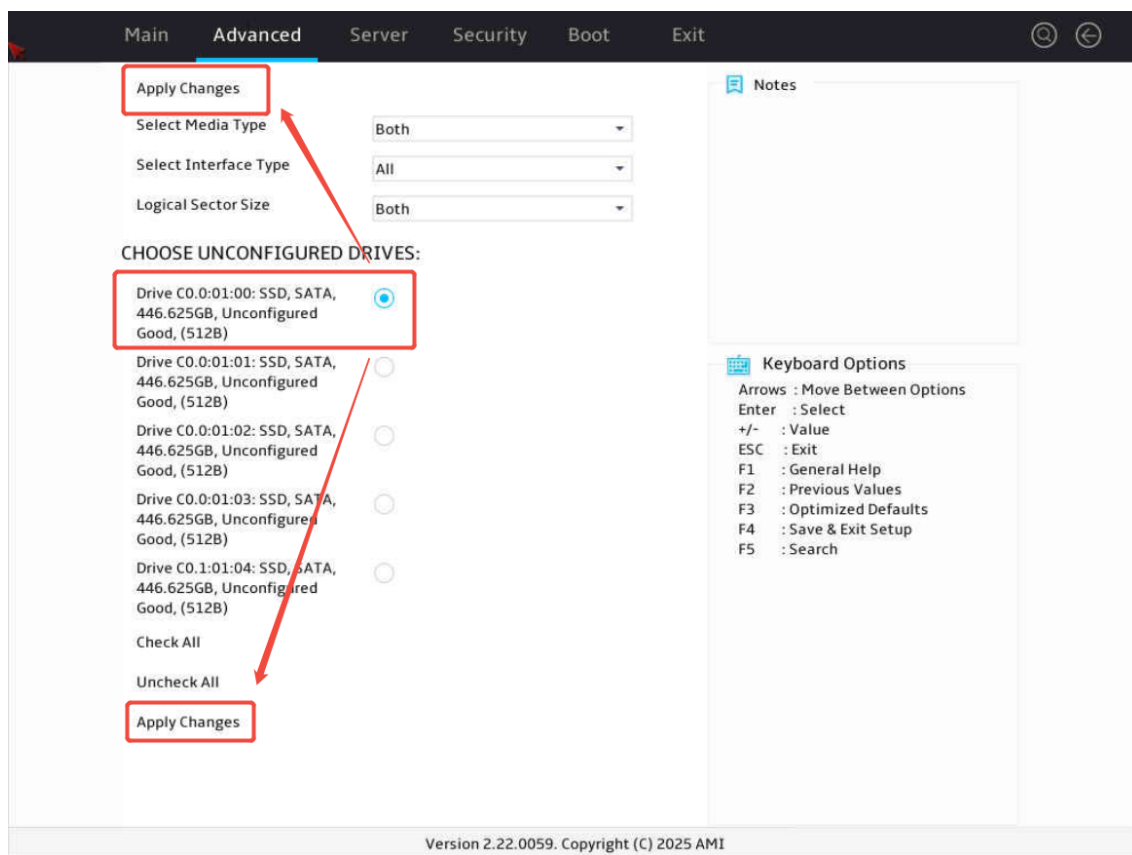 Main Advanced Server Security Boot Exit
Apply Changes
Select Media Type Both
Select Interface Type All
Logical Sector Size Both
CHOOSE UNCONFIGURED DRIVES:
Drive C0.0:01:00: SSD, SATA,
446.625GB, Unconfigured
Good, (512B)
Drive C0.0:01:01: SSD, SATA,
446.625GB, Unconfigured
Good, (512B)
Drive C0.0:01:02: SSD, SATA,
446.625GB, Unconfigured
Good, (512B)
Drive C0.0:01:03: SSD, SATA,
446.625GB, Unconfigured
Good, (512B)
Drive C0.1:01:04: SSD, SATA,
446.625GB, Unconfigured
Good, (512B)
Check All
Uncheck All
Apply Changes
Notes
Keyboard Options
Arrows : Move Between Options
Enter : Select
+/- : Value
ESC : Exit
F1 : General Help
F2 : Previous Values
F3 : Optimized Defaults
F4 : Save & Exit Setup
F5 : Search
Version 2.22.0059. Copyright (C) 2025 AMI